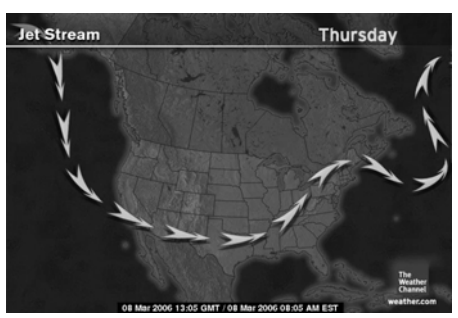 Jet Stream
Thursday
The
Weather
Channel
weather.com
08 Mar 2006 13:05 GMT / 08 Mar 2006 08:05 AM EST